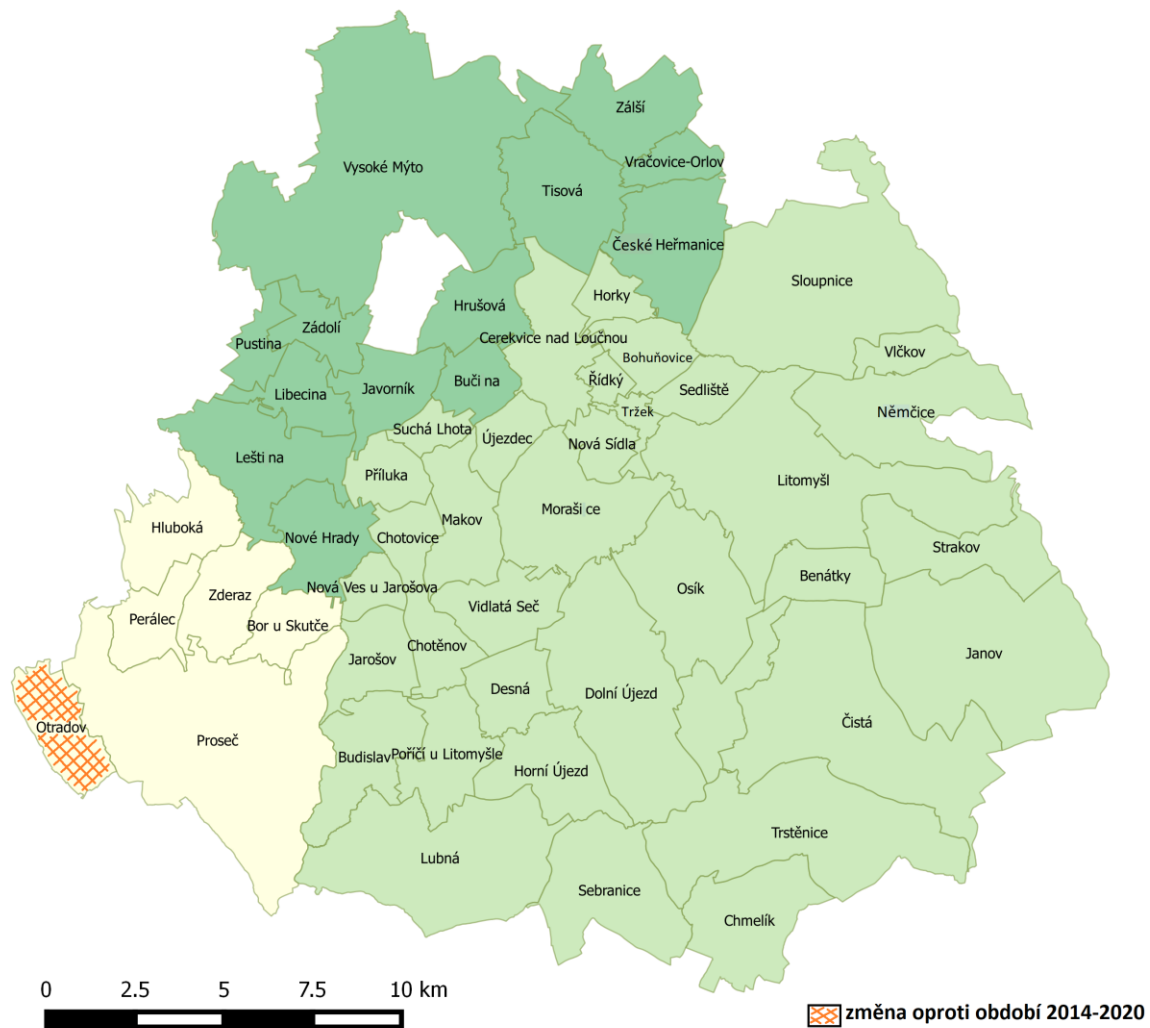 Zálší
Vračovice-Orlov
Vysoké Mýto
Tisová
České Heřmanice
Sloupnice
Horky
Hrušová
Zádolí
Cerekvice nad Loučnou
Pustina
Bohuňovice
Vlčkov
Řídký
Sedliště
Libecina
Javorník
Buči na
Tržek
Němčice
Suchá Lhota
Újezdec
Nová Sídla
Lešti na
Příluka
Litomyšl
Moraši ce
Makov
Hluboká
Nové Hrady
Chotovice
Strakov
Benátky
Nová Ves u Jarošova
Osík
Zderaz
Vidlatá Seč
Perálec
Bor u Skutče
Chotěnov
Janov
Jarošov
Desná
Dolní Újezd
Čistá
Otradov
Proseč
Budislav
Poříčí u Litomyšle
Horní Újezd
Trstěnice
Lubná
Sebranice
Chmelík
0 2.5 5 7.5 10 km
změna oproti období 2014-2020